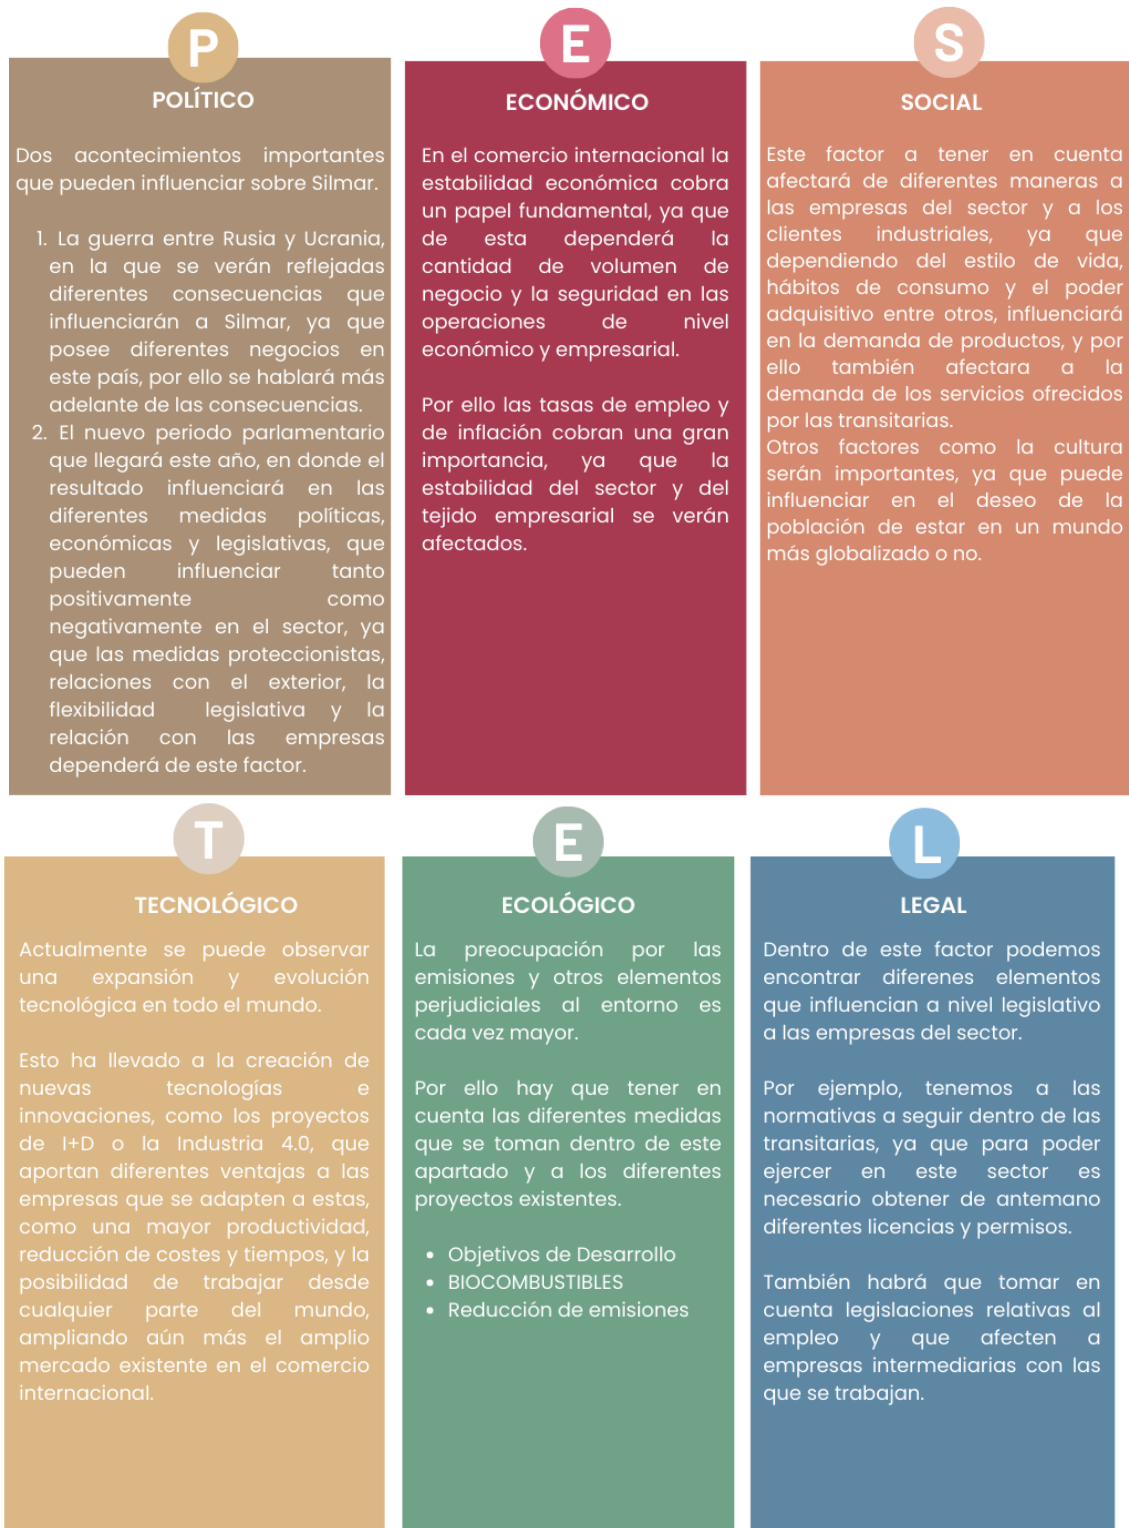 P
POLÍTICO
Dos acontecimientos importantes
que pueden influenciar sobre Silmar.
1. La guerra entre Rusia y Ucrania,
en la que se verán reflejadas
diferentes consecuencias que
influenciarán a Silmar, ya que
posee diferentes negocios en
este país, por ello se hablará más
adelante de las consecuencias.
2. El nuevo periodo parlamentario
que llegará este año, en donde el
resultado influenciará en las
diferentes medidas políticas,
económicas y legislativas, que
pueden influenciar tanto
positivamente como
negativamente en el sector, ya
que las medidas proteccionistas,
relaciones con el exterior, la
flexibilidad legislativa y la
relación con las empresas
dependerá de este factor.
E
ECONÓMICO
En el comercio internacional la
estabilidad económica cobra
un papel fundamental, ya que
de esta dependerá la
cantidad de volumen de
negocio y la seguridad en las
operaciones de nivel
económico y empresarial.
Por ello las tasas de empleo y
de inflación cobran una gran
importancia, ya que la
estabilidad del sector y del
tejido empresarial se verán
afectados.
S
SOCIAL
Este factor a tener en cuenta
afectará de diferentes maneras a
las empresas del sector y a los
clientes industriales, ya que
dependiendo del estilo de vida,
hábitos de consumo y el poder
adquisitivo entre otros, influenciará
en la demanda de productos, y por
ello también afectara a la
demanda de los servicios ofrecidos
por las transitarias.
Otros factores como la cultura
serán importantes, ya que puede
influenciar en el deseo de la
población de estar en un mundo
más globalizado o no.
T
TECNOLÓGICO
Actualmente se puede observar
una expansión y evolución
tecnológica en todo el mundo.
Esto ha llevado a la creación de
nuevas tecnologías e
innovaciones, como los proyectos
de I+D o la Industria 4.0, que
aportan diferentes ventajas a las
empresas que se adapten a estas,
como una mayor productividad,
reducción de costes y tiempos, y la
posibilidad de trabajar desde
cualquier parte del mundo,
ampliando aún más el amplio
mercado existente en el comercio
internacional.
E
ECOLÓGICO
La preocupación por las
emisiones y otros elementos
perjudiciales al entorno es
cada vez mayor.
Por ello hay que tener en
cuenta las diferentes medidas
que se toman dentro de este
apartado y a los diferentes
proyectos existentes.
• Objetivos de Desarrollo
• BIOCOMBUSTIBLES
• Reducción de emisiones
L
LEGAL
Dentro de este factor podemos
encontrar diferenes elementos
que influencian a nivel legislativo
a las empresas del sector.
Por ejemplo, tenemos a las
normativas a seguir dentro de las
transitarias, ya que para poder
ejercer en este sector es
necesario obtener de antemano
diferentes licencias y permisos.
También habrá que tomar en
cuenta legislaciones relativas al
empleo y que afecten a
empresas intermediarias con las
que se trabajan.